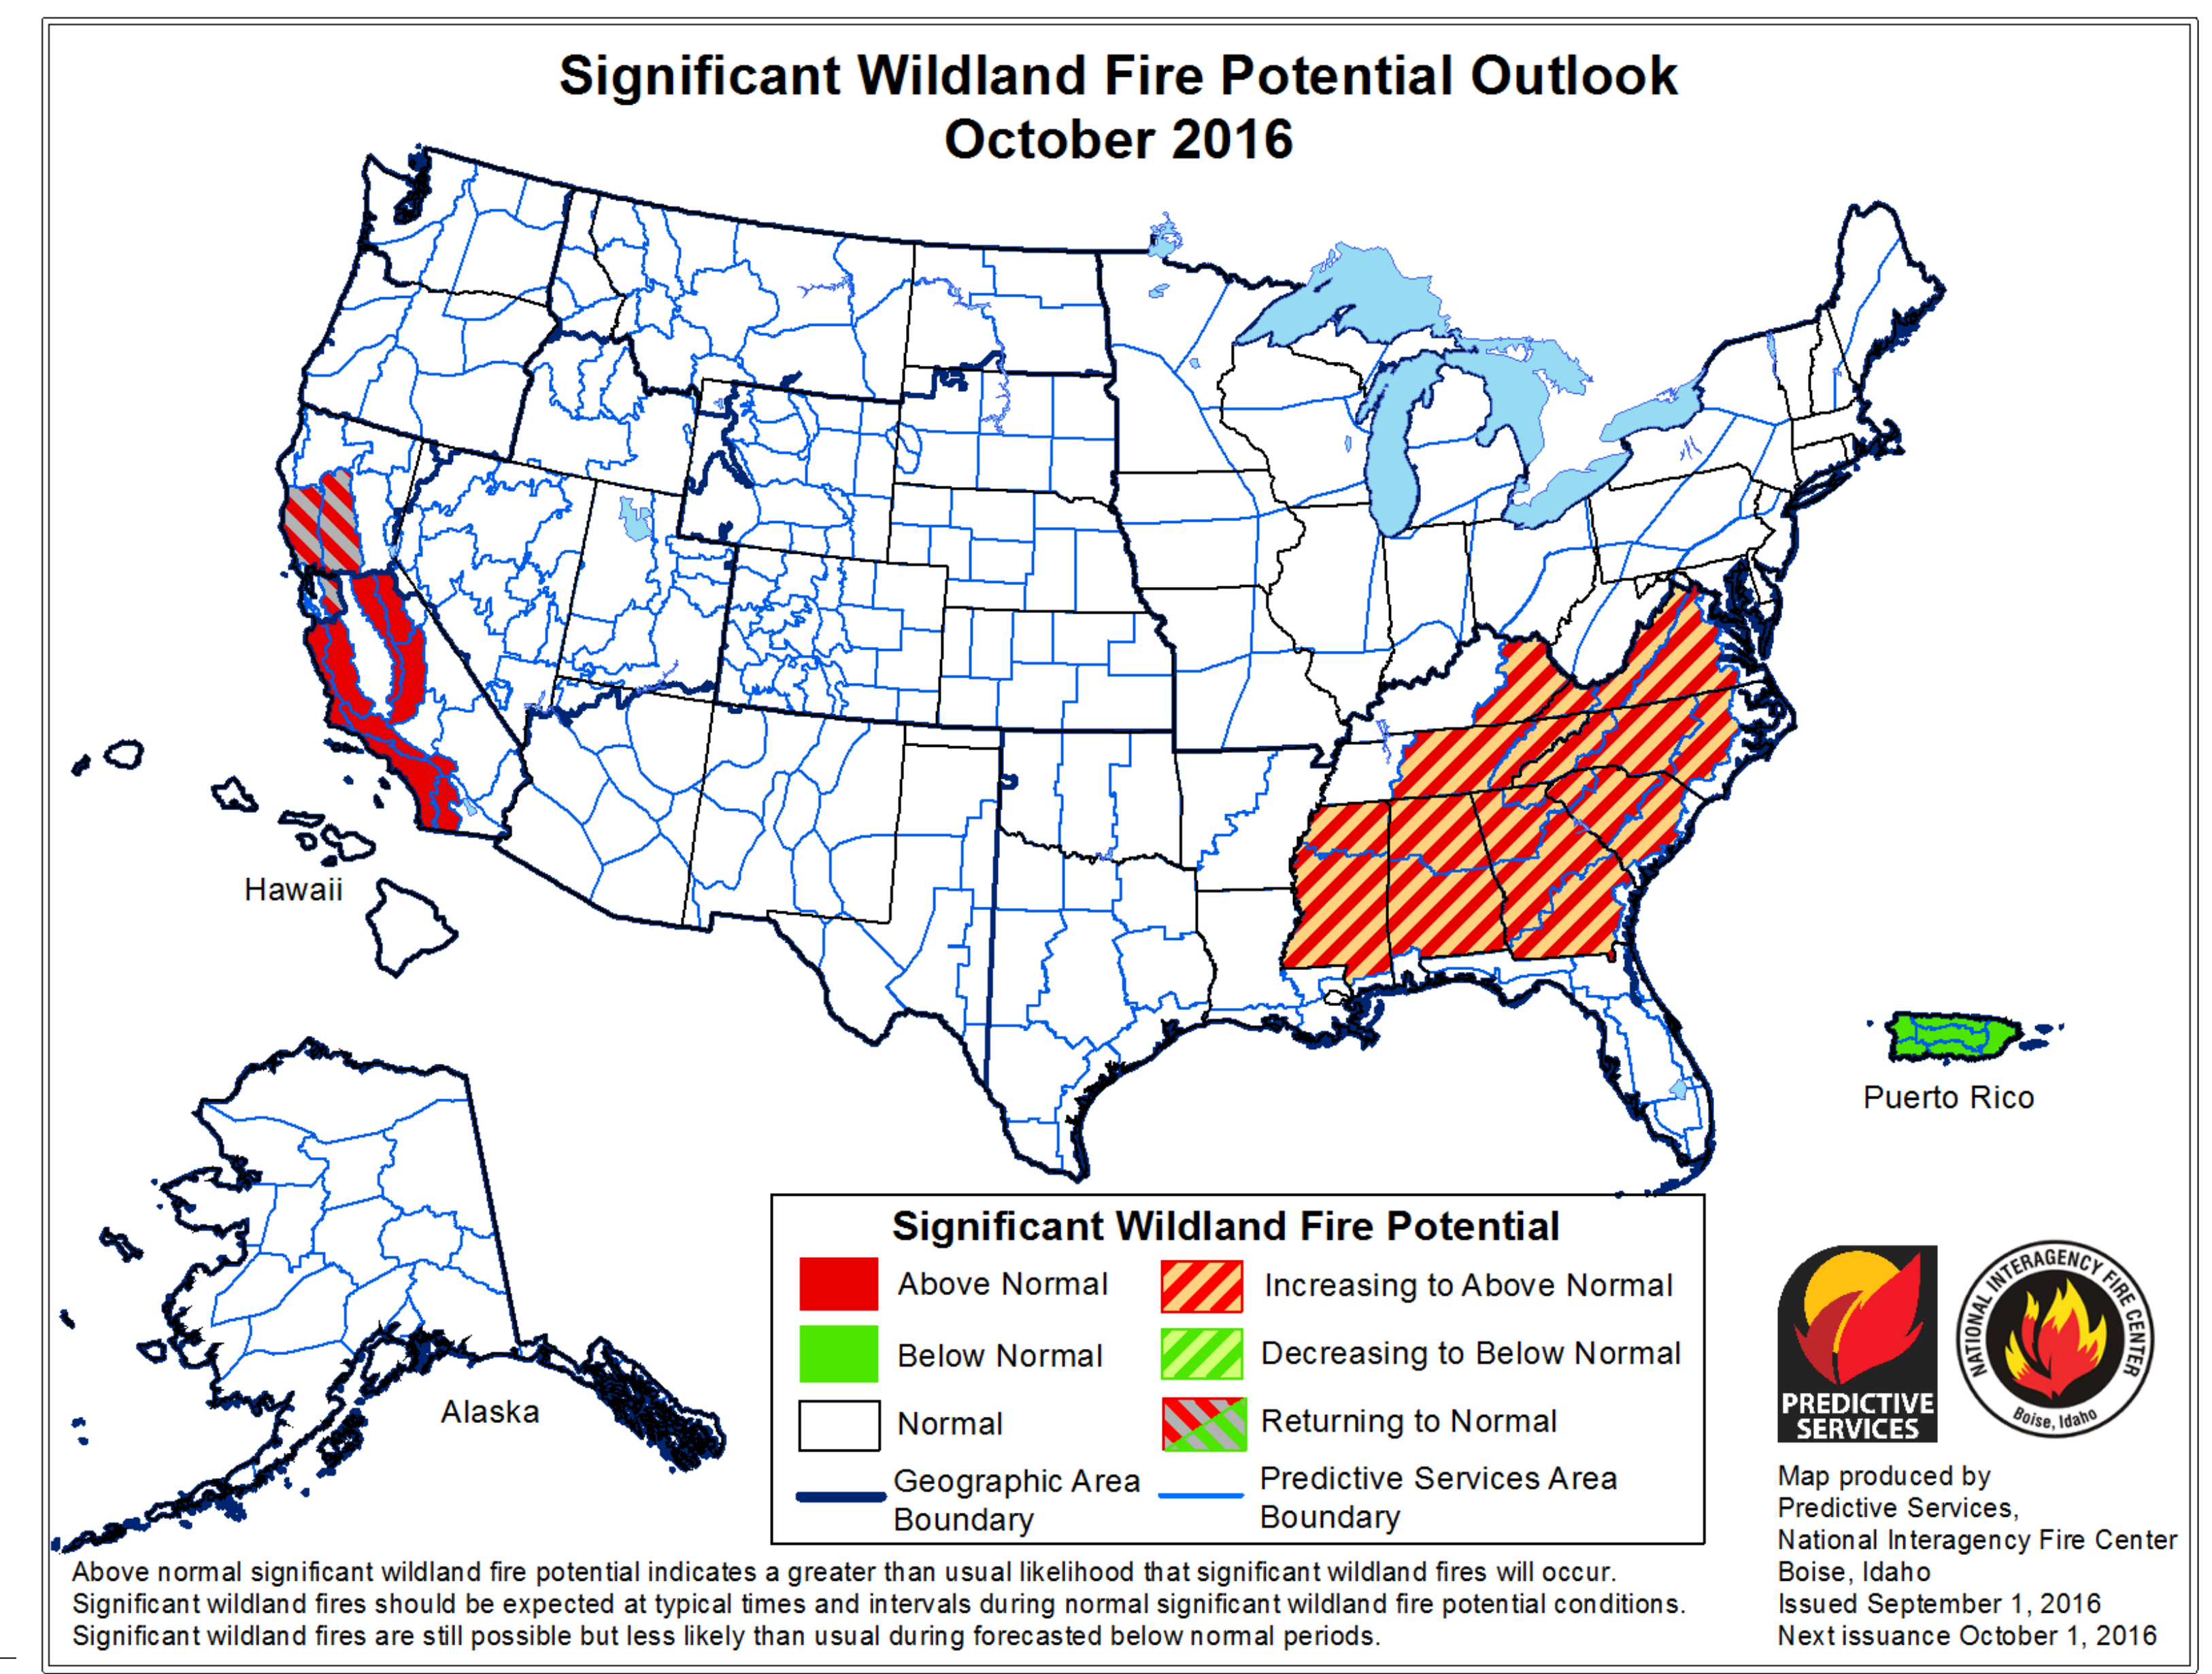 Significant Wildland Fire Potential Outlook
October 2016
Hawaii
Puerto Rico
Alaska
Significant Wildland Fire Potential
Above Normal
Increasing to Above Normal
Below Normal
Decreasing to Below Normal
Normal
Returning to Normal
Geographic Area
Boundary
Predictive Services Area
Boundary
PREDICTIVE
SERVICES
NATIONAL INTERAGENCY FIRE CENTER
Boise, Idaho
Map produced by
Predictive Services,
National Interagency Fire Center
Boise, Idaho
Issued September 1, 2016
Next issuance October 1, 2016
Above normal significant wildland fire potential indicates a greater than usual likelihood that significant wildland fires will occur.
Significant wildland fires should be expected at typical times and intervals during normal significant wildland fire potential conditions.
Significant wildland fires are still possible but less likely than usual during forecasted below normal periods.